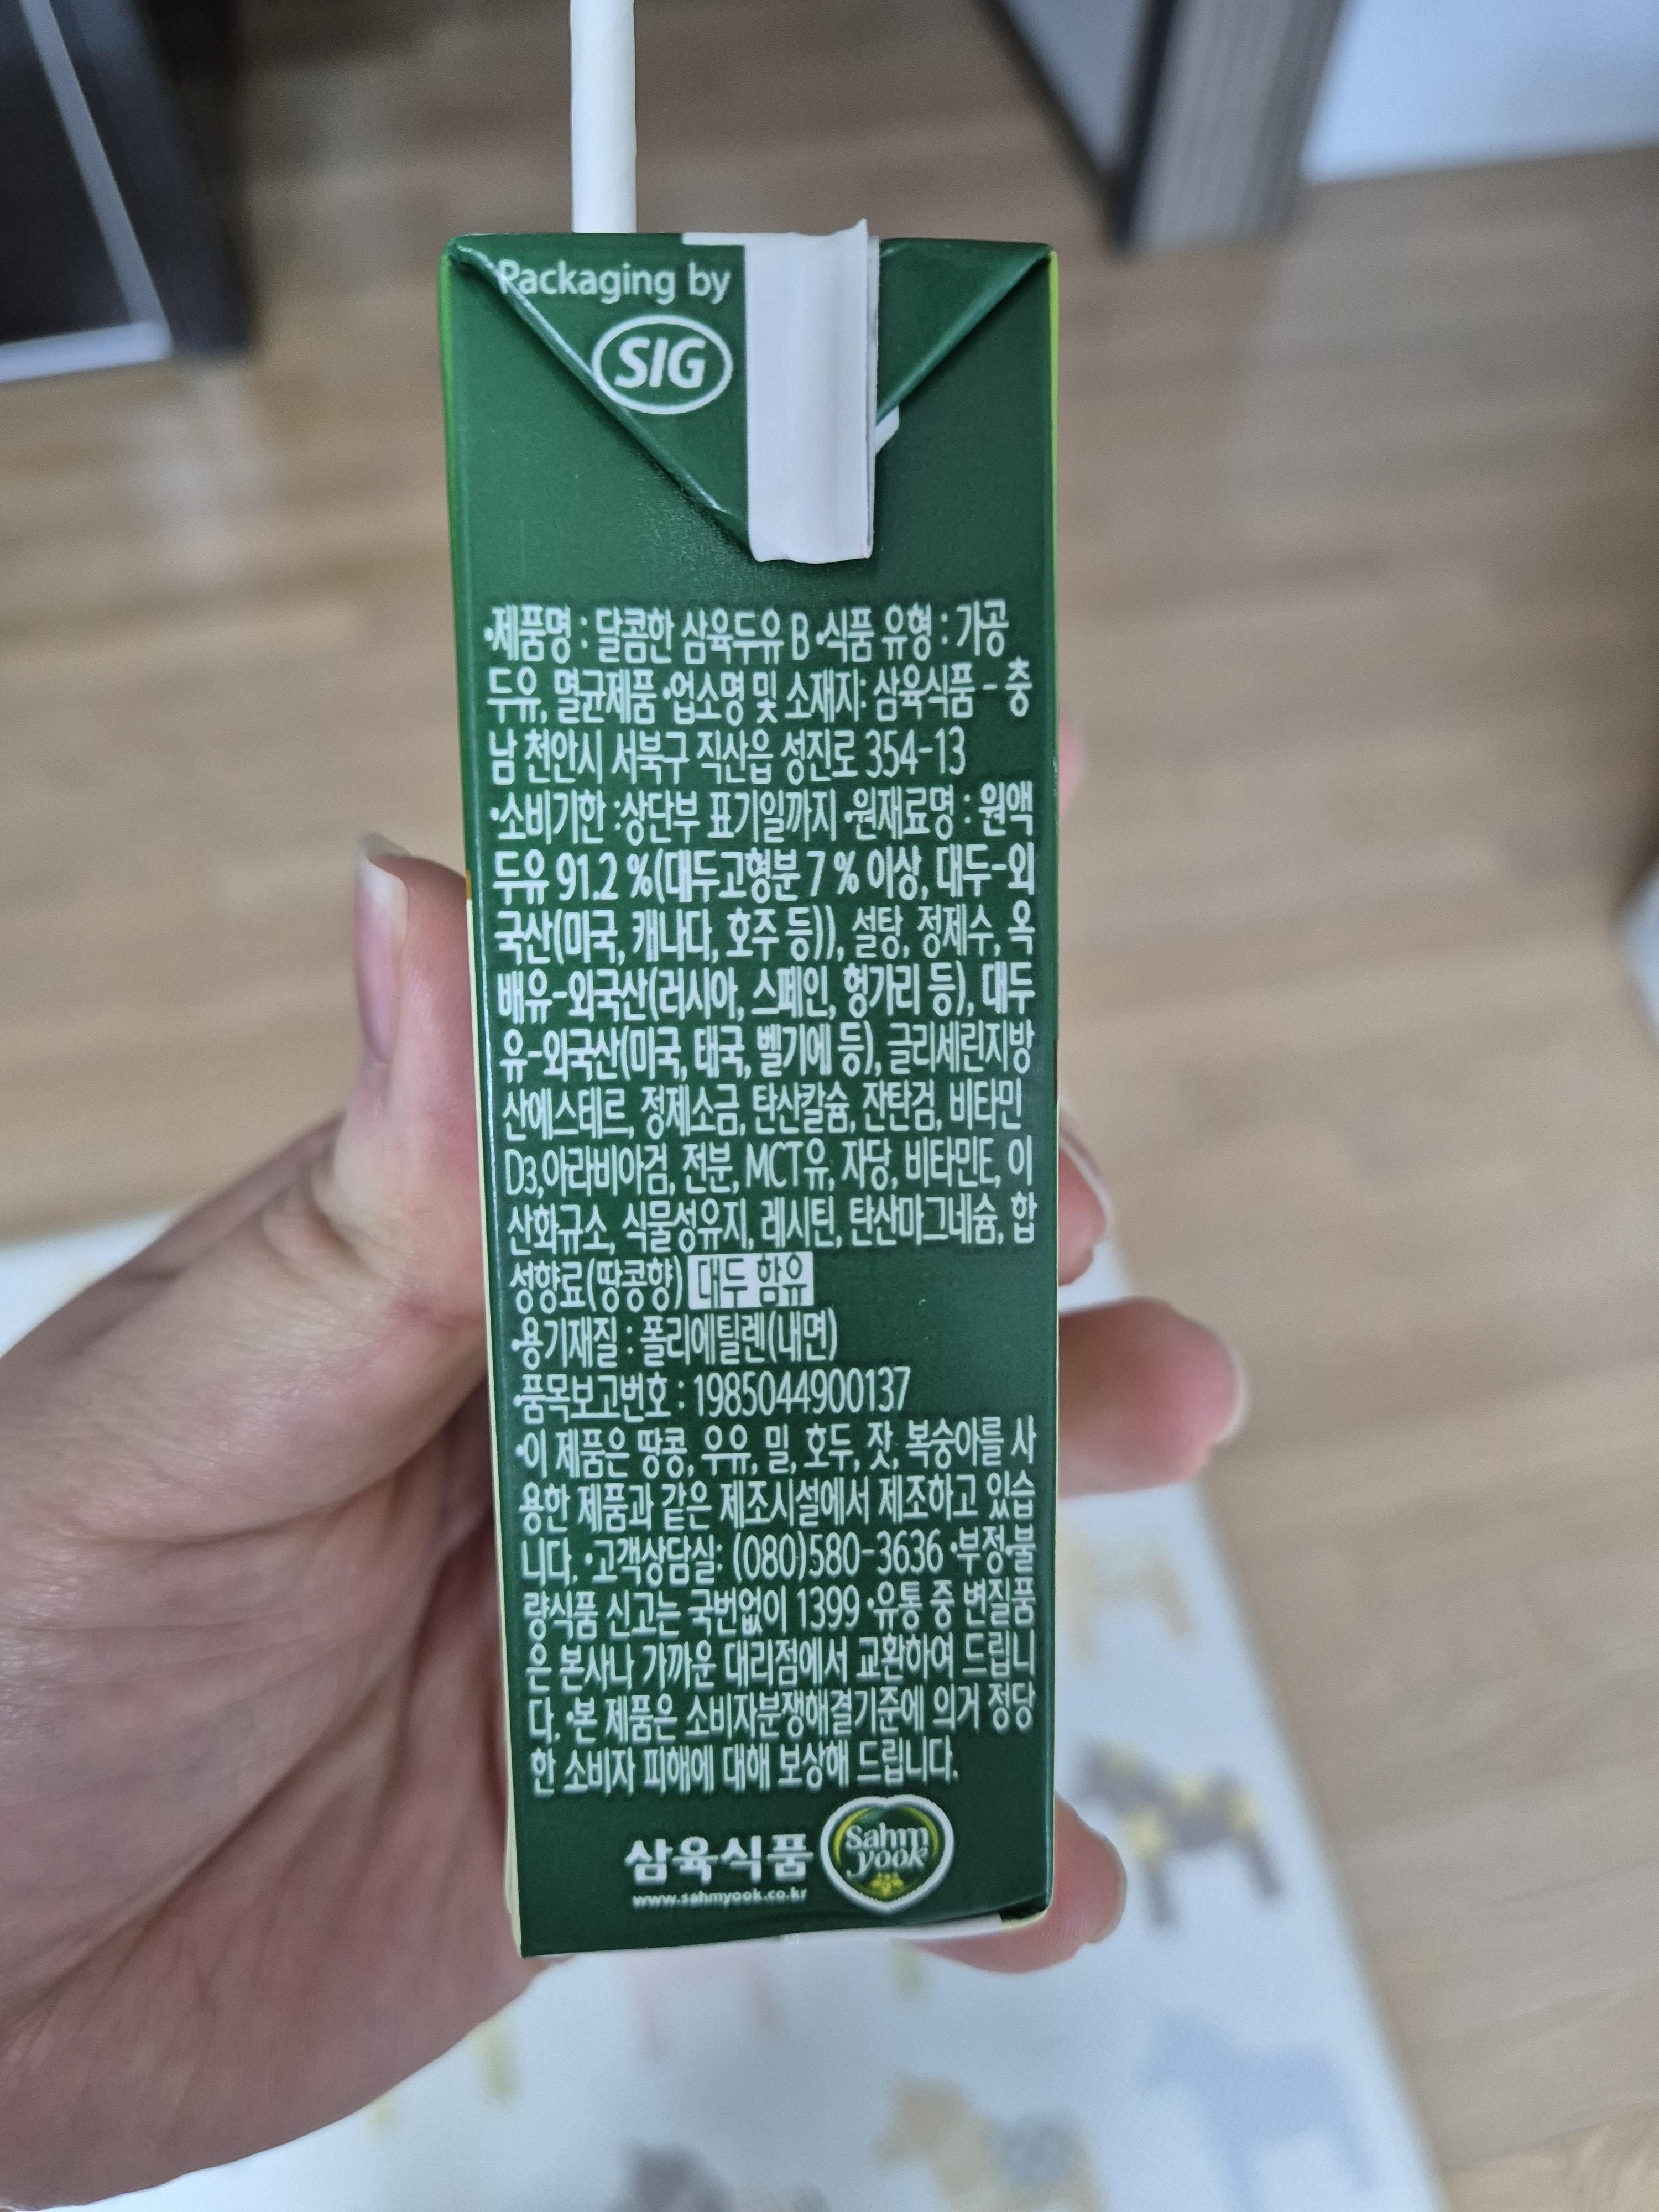 Packaging by
SIG
•제품명 : 달콤한 삼육두유 B •식품 유형 : 가공
두유, 멸균제품 •업소명 및 소재지: 삼육식품 - 충
남 천안시 서북구 직산읍 성진로 354-13
•소비기한 :상단부 표기일까지 •원재료명 : 원액
두유 91.2 %(대두고형분 7 % 이상, 대두-외
국산(미국, 캐나다, 호주 등)), 설탕, 정제수, 옥
배유-외국산(러시아, 스페인, 헝가리 등), 대두
유-외국산(미국, 태국, 벨기에 등), 글리세린지방
산에스테르, 정제소금, 탄산칼슘, 잔탄검, 비타민
D3,아라비아검, 전분, MCT유, 자당, 비타민E, 이
산화규소, 식물성유지, 레시틴, 탄산마그네슘, 합
성향료(땅콩향) 대두 함유
•용기재질 : 폴리에틸렌(내면)
•품목보고번호 : 1985044900137
•이 제품은 땅콩, 우유, 밀, 호두, 잣, 복숭아를 사
용한 제품과 같은 제조시설에서 제조하고 있습
니다. •고객상담실: (080)580-3636 •부정•불
량식품 신고는 국번없이 1399 •유통 중 변질품
은 본사나 가까운 대리점에서 교환하여 드립니
다. •본 제품은 소비자분쟁해결기준에 의거 정당
한 소비자 피해에 대해 보상해 드립니다.
삼육식품
www.sahmyook.co.kr
Sahm
yook